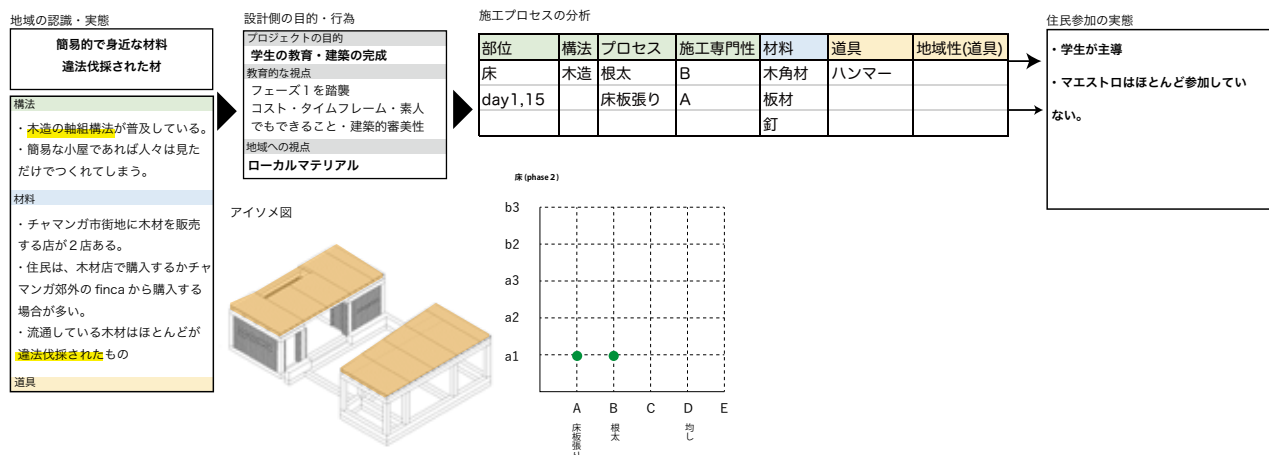 地域の認識・実態
簡易的で身近な材料
違法伐採された材
構法
・木造の軸組構法が普及している。
・簡易な小屋であれば人々は見た
だけでつくれてしまう。
材料
・チャマンガ市街地に木材を販売
する店が２店ある。
・住民は、木材店で購入するかチャ
マンガ郊外の finca から購入する
場合が多い。
・流通している木材はほとんどが
違法伐採されたもの
道具
設計側の目的・行為
プロジェクトの目的
学生の教育・建築の完成
教育的な視点
フェーズ１を踏襲
コスト・タイムフレーム・素人
でもできること・建築的審美性
地域への視点
ローカルマテリアル
アイソメ図
施工プロセスの分析
部位 構法 プロセス 施工専門性 材料 道具 地域性(道具)
床 木造 根太 B 木角材 ハンマー
day1,15 床板張り A 板材
釘
床 (phase 2)
b3
b2
a3
a2
a1
A B C D E
床板張り 根太 均し
住民参加の実態
・学生が主導
・マエストロはほとんど参加してい
ない。